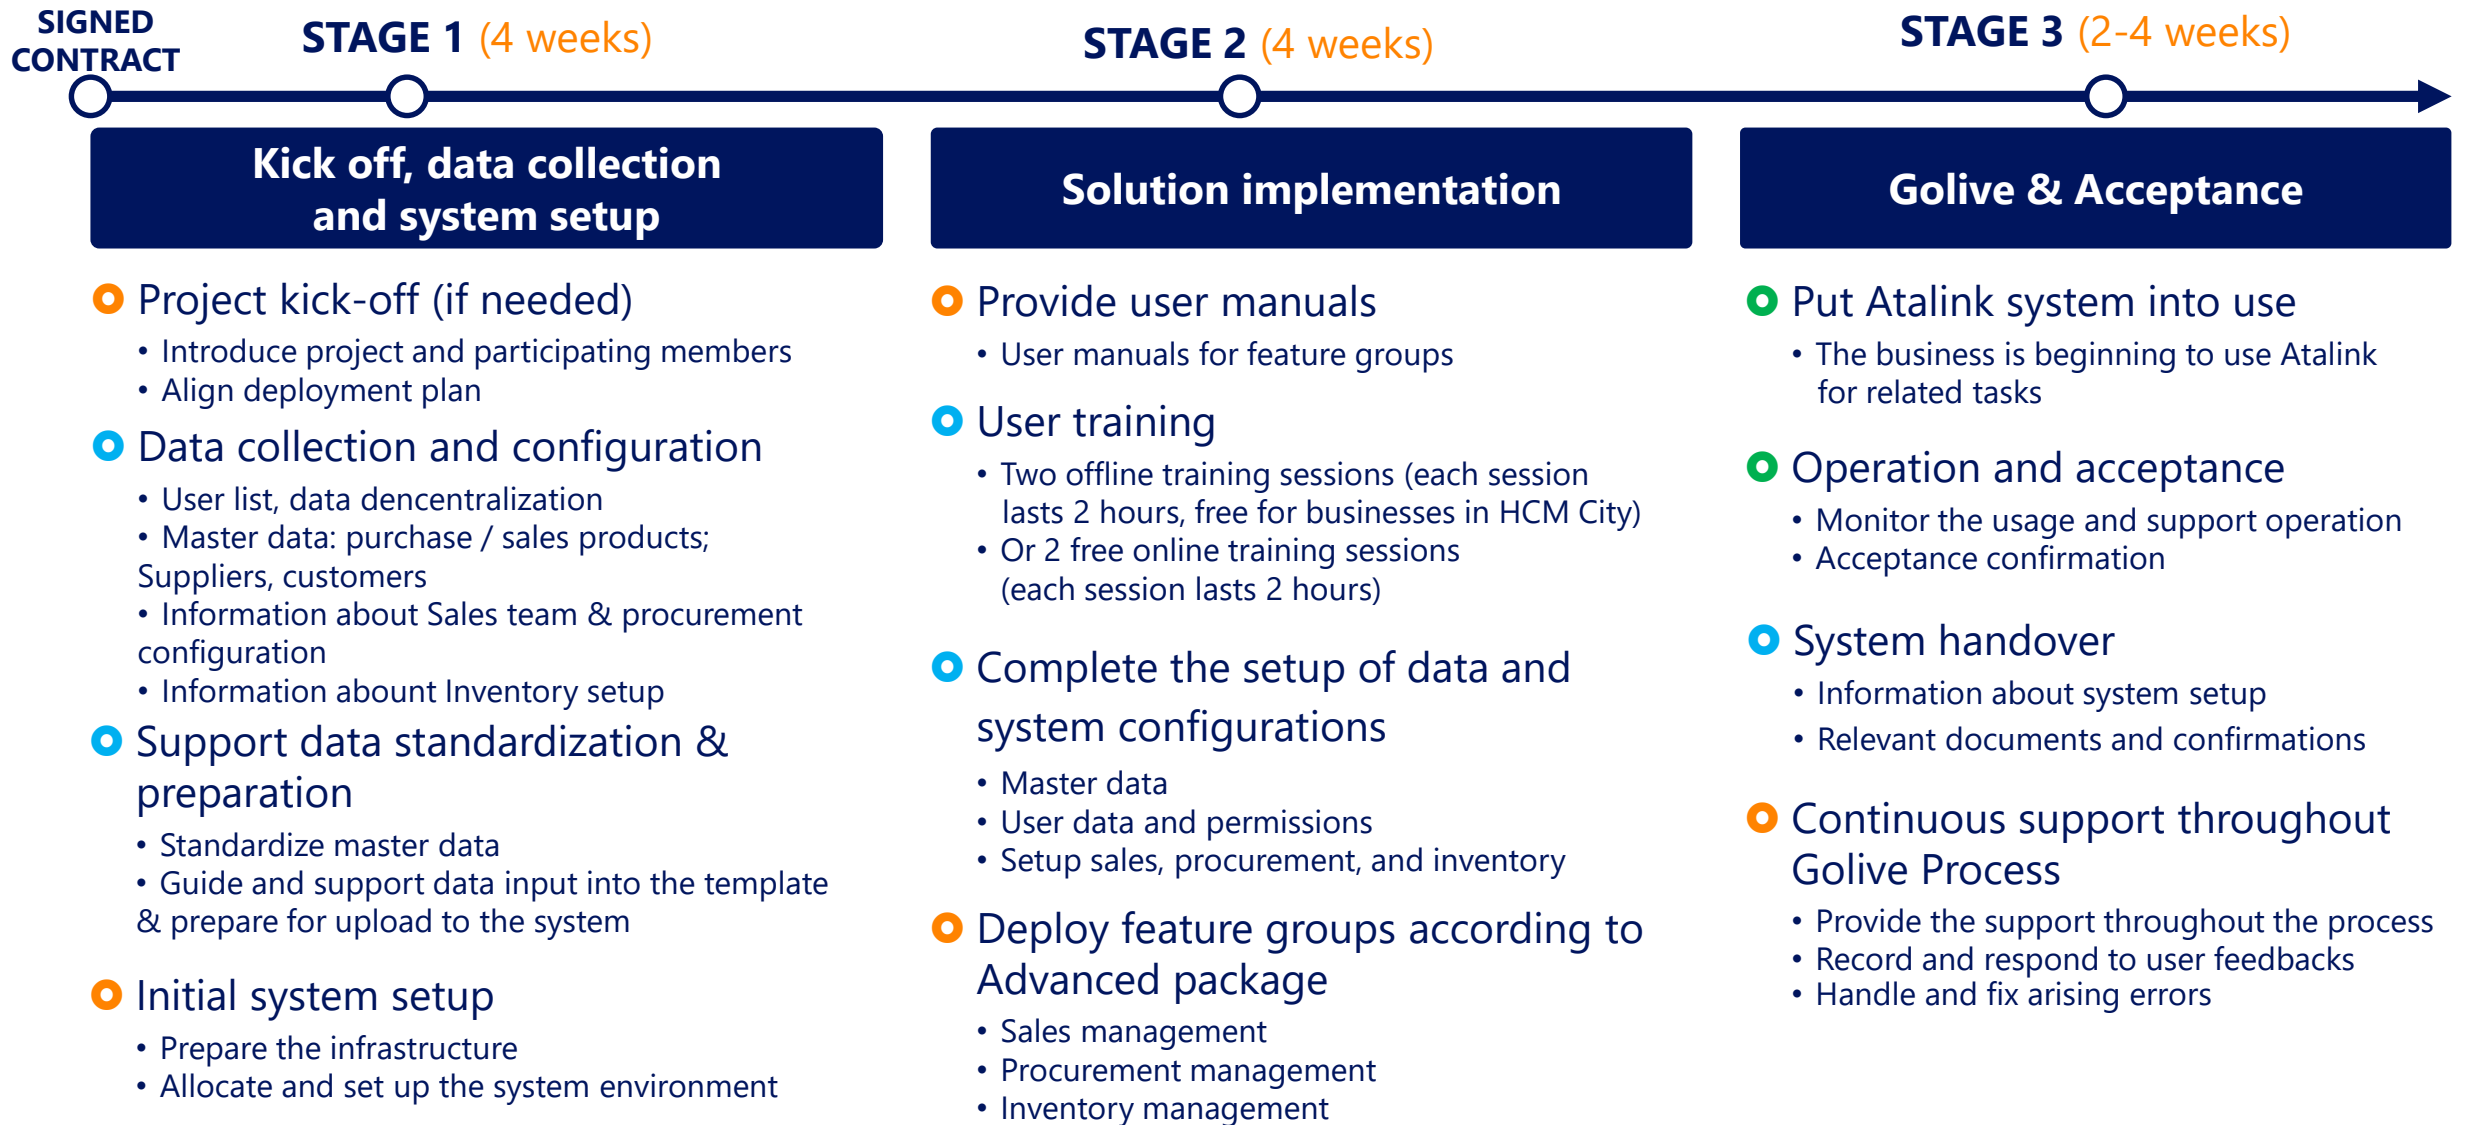 SIGNED
CONTRACT
STAGE 1 (4 weeks)
STAGE 2 (4 weeks)
STAGE 3 (2-4 weeks)
Kick off, data collection
and system setup
Project kick-off (if needed)
• Introduce project and participating members
• Align deployment plan
Data collection and configuration
• User list, data dencentralization
• Master data: purchase / sales products;
Suppliers, customers
• Information about Sales team & procurement
configuration
• Information abount Inventory setup
Support data standardization &
preparation
• Standardize master data
• Guide and support data input into the template
& prepare for upload to the system
Initial system setup
• Prepare the infrastructure
• Allocate and set up the system environment
Solution implementation
Provide user manuals
• User manuals for feature groups
User training
• Two offline training sessions (each session
lasts 2 hours, free for businesses in HCM City)
• Or 2 free online training sessions
(each session lasts 2 hours)
Complete the setup of data and
system configurations
• Master data
• User data and permissions
• Setup sales, procurement, and inventory
Deploy feature groups according to
Advanced package
• Sales management
• Procurement management
• Inventory management
Golive & Acceptance
Put Atalink system into use
• The business is beginning to use Atalink
for related tasks
Operation and acceptance
• Monitor the usage and support operation
• Acceptance confirmation
System handover
• Information about system setup
• Relevant documents and confirmations
Continuous support throughout
Golive Process
• Provide the support throughout the process
• Record and respond to user feedbacks
• Handle and fix arising errors